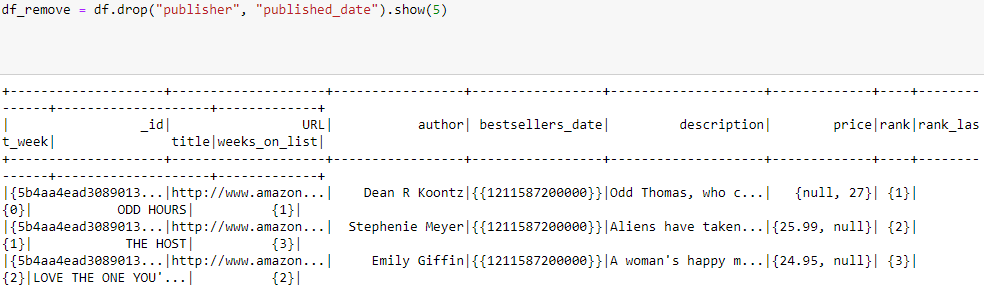 df_remove = df.drop("publisher", "published_date").show(5)
+--------------------+--------------------+-----------------+-----------------+--------------------+-------------+----+--------
------+--------------------+-------------+
|                 _id|                 URL|           author| bestsellers_date|         description|        price|rank|rank_las
t_week|               title|weeks_on_list|
+--------------------+--------------------+-----------------+-----------------+--------------------+-------------+----+--------
------+--------------------+-------------+
|{5b4aa4ead3089013...|http://www.amazon...|    Dean R Koontz|{{1211587200000}}|Odd Thomas, who c...|   {null, 27}| {1}|
{0}|           ODD HOURS|          {1}|
|{5b4aa4ead3089013...|http://www.amazon...|  Stephenie Meyer|{{1211587200000}}|Aliens have taken...|{25.99, null}| {2}|
{1}|            THE HOST|          {3}|
|{5b4aa4ead3089013...|http://www.amazon...|     Emily Giffin|{{1211587200000}}|A woman's happy m...|{24.95, null}| {3}|
{2}|LOVE THE ONE YOU'...|          {2}|